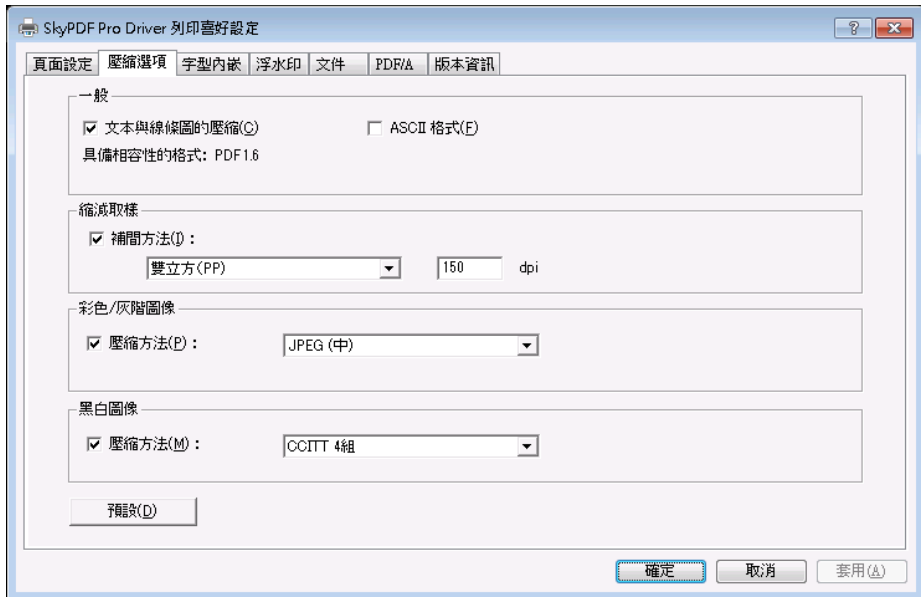 SkyPDF Pro Driver 列印喜好設定
頁面設定 壓縮選項 字型內嵌 浮水印 文件 PDF/A 版本資訊
一般
文本與線條圖的壓縮(C) ASCII 格式(F)
具備相容性的格式: PDF1.6
縮減取樣
補間方法(I)：
雙立方(PP) 150 dpi
彩色/灰階圖像
壓縮方法(P)：JPEG (中)
黑白圖像
壓縮方法(M)：CCITT 4組
預設(D)
確定 取消 套用(A)